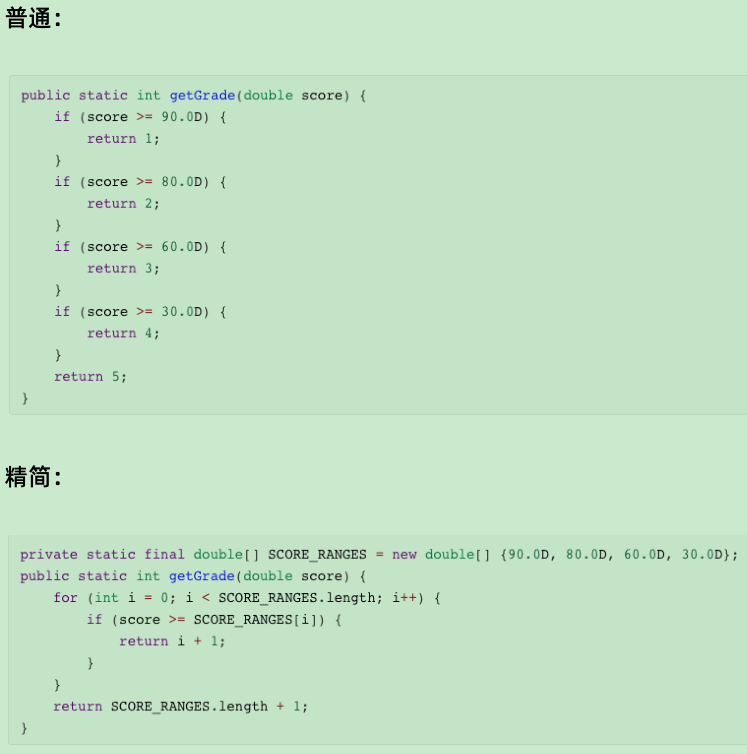 普通：
public static int getGrade(double score) {
    if (score >= 90.0D) {
        return 1;
    }
    if (score >= 80.0D) {
        return 2;
    }
    if (score >= 60.0D) {
        return 3;
    }
    if (score >= 30.0D) {
        return 4;
    }
    return 5;
}
精简：
private static final double[] SCORE_RANGES = new double[] {90.0D, 80.0D, 60.0D, 30.0D};
public static int getGrade(double score) {
    for (int i = 0; i < SCORE_RANGES.length; i++) {
        if (score >= SCORE_RANGES[i]) {
            return i + 1;
        }
    }
    return SCORE_RANGES.length + 1;
}